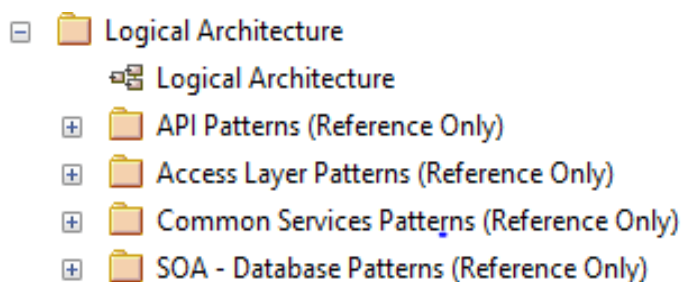 Logical Architecture
Logical Architecture
API Patterns (Reference Only)
Access Layer Patterns (Reference Only)
Common Services Patterns (Reference Only)
SOA - Database Patterns (Reference Only)